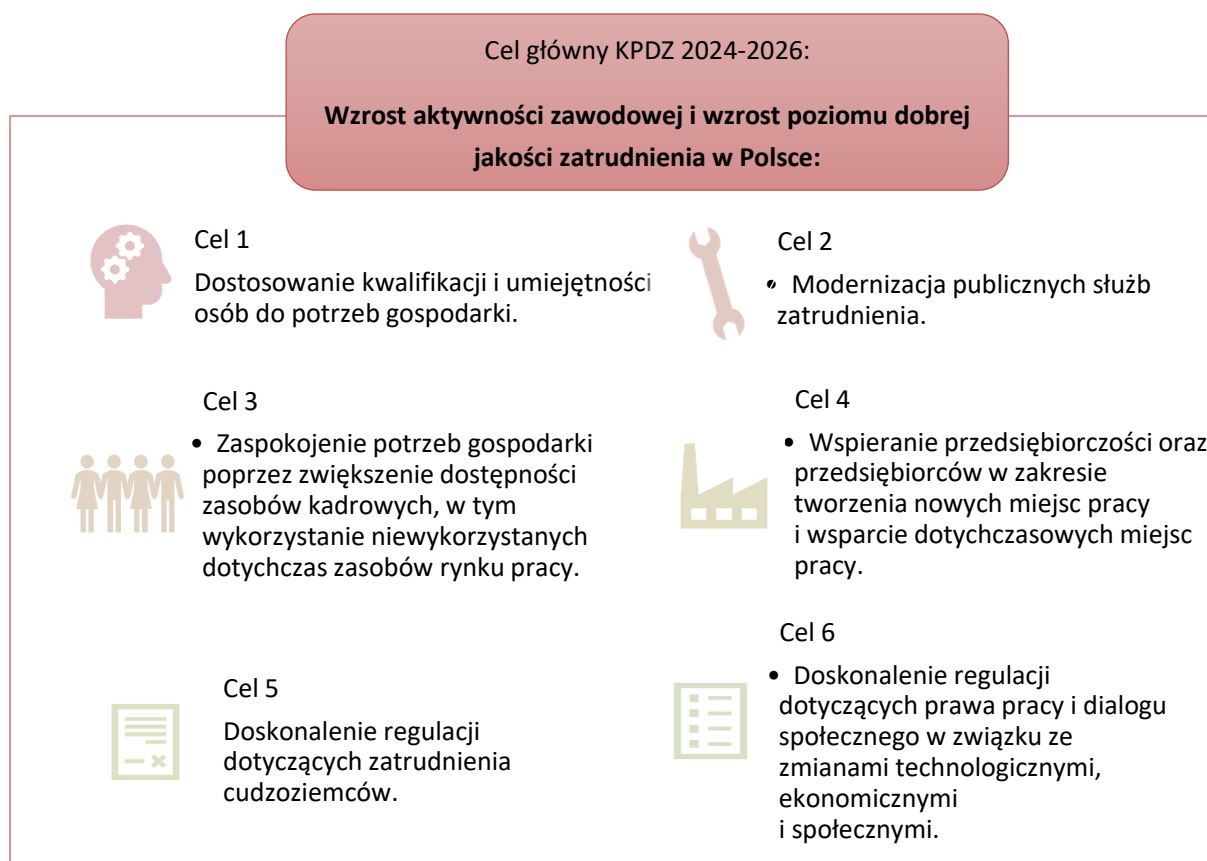 Cel główny KPDZ 2024-2026:
Wzrost aktywności zawodowej i wzrost poziomu dobrej
jakości zatrudnienia w Polsce:
Cel 1
Dostosowanie kwalifikacji i umiejętności
osób do potrzeb gospodarki.
Cel 2
• Modernizacja publicznych służb
zatrudnienia.
Cel 3
• Zaspokojenie potrzeb gospodarki
poprzez zwiększenie dostępności
zasobów kadrowych, w tym
wykorzystanie niewykorzystanych
dotychczas zasobów rynku pracy.
Cel 4
• Wspieranie przedsiębiorczości oraz
przedsiębiorców w zakresie
tworzenia nowych miejsc pracy
i wsparcie dotychczasowych miejsc
pracy.
Cel 5
Doskonalenie regulacji
dotyczących zatrudnienia
cudzoziemców.
Cel 6
• Doskonalenie regulacji
dotyczących prawa pracy i dialogu
społecznego w związku ze
zmianami technologicznymi,
ekonomicznymi
i społecznymi.